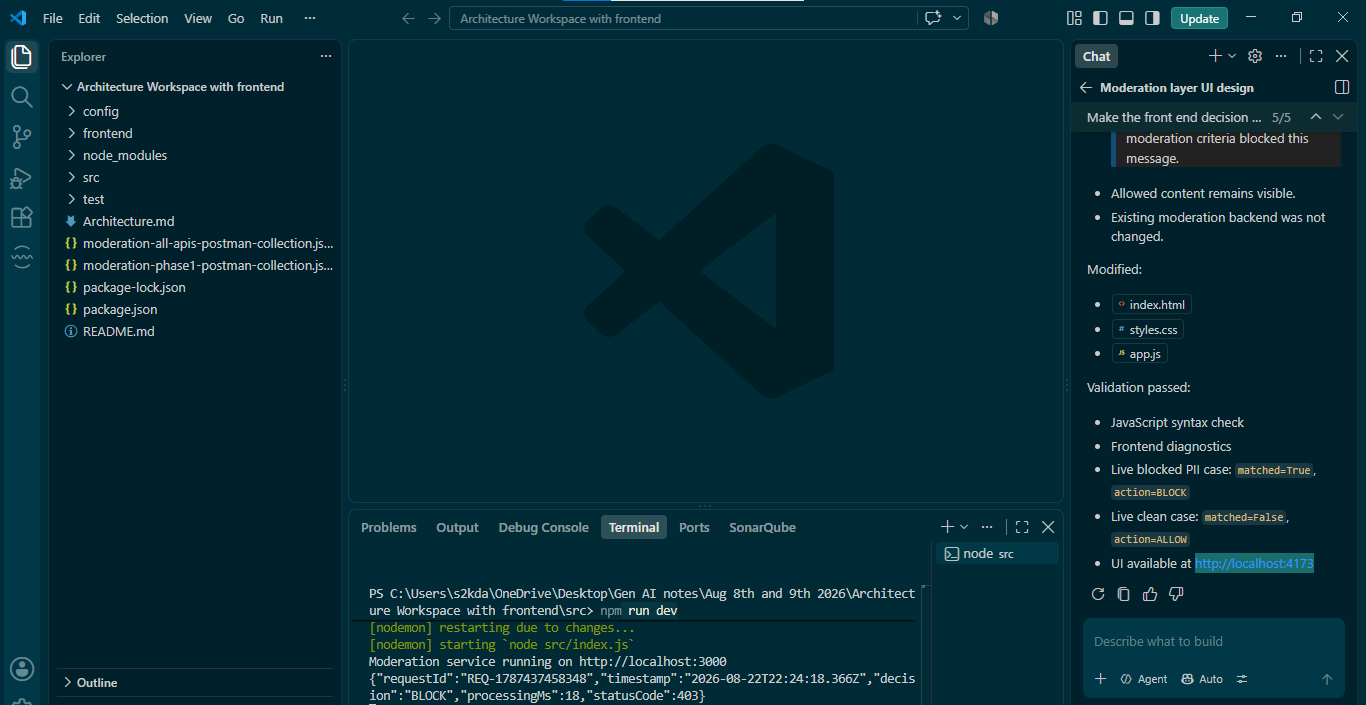 File Edit Selection View Go Run ···
Architecture Workspace with frontend
Update
Explorer
Architecture Workspace with frontend
config
frontend
node_modules
src
test
Architecture.md
moderation-all-apis-postman-collection.js...
moderation-phase1-postman-collection.js...
package-lock.json
package.json
README.md
Outline
Problems Output Debug Console Terminal Ports SonarQube
node src
PS C:\Users\s2kda\OneDrive\Desktop\Gen AI notes\Aug 8th and 9th 2026\Architect
ure Workspace with frontend\src> npm run dev
[nodemon] restarting due to changes...
[nodemon] starting `node src/index.js`
Moderation service running on http://localhost:3000
{"requestId":"REQ-1787437458348","timestamp":"2026-08-22T22:24:18.366Z","decis
ion":"BLOCK","processingMs":18,"statusCode":403}
Chat
Moderation layer UI design
Make the front end decision ... 5/5
moderation criteria blocked this
message.
Allowed content remains visible.
Existing moderation backend was not
changed.
Modified:
index.html
styles.css
JS app.js
Validation passed:
JavaScript syntax check
Frontend diagnostics
Live blocked PII case: matched=True,
action=BLOCK
Live clean case: matched=False,
action=ALLOW
UI available at http://localhost:4173
Describe what to build
Agent Auto